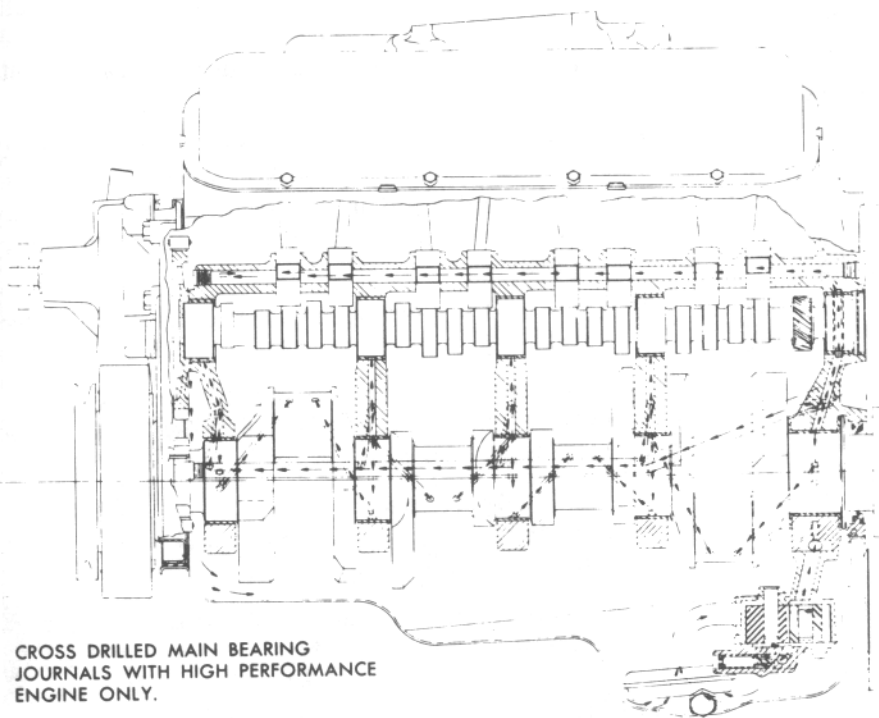 CROSS DRILLED MAIN BEARING
JOURNALS WITH HIGH PERFORMANCE
ENGINE ONLY.